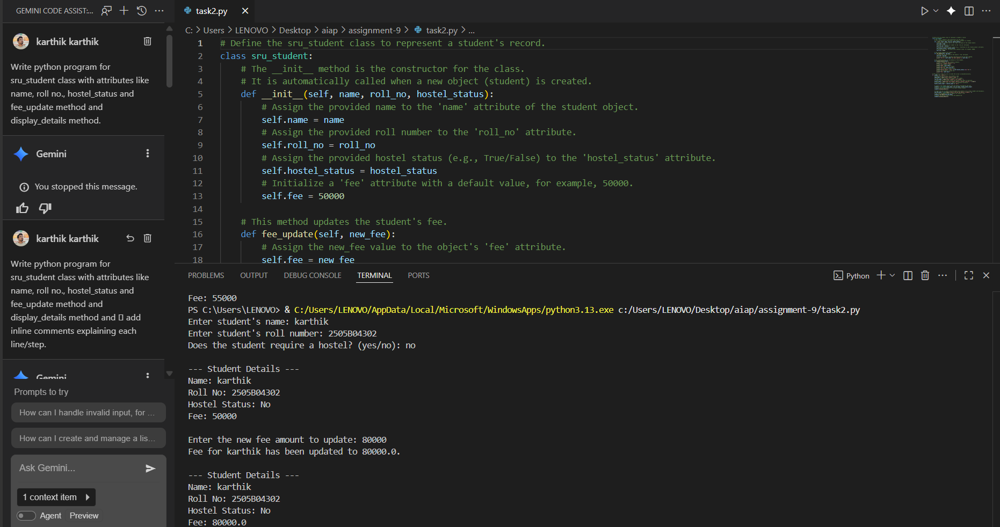 GEMINI CODE ASSIST:...
karthik karthik
Write python program for
sru_student class with attributes like
name, roll no., hostel_status and
fee_update method and
display_details method.
Gemini
You stopped this message.
karthik karthik
Write python program for
sru_student class with attributes like
name, roll no., hostel_status and
fee_update method and
display_details method and ▯ add
inline comments explaining each
line/step.
Gemini
Prompts to try
How can I handle invalid input, for ...
How can I create and manage a lis...
Ask Gemini...
1 context item
Agent Preview
task2.py
C: > Users > LENOVO > Desktop > aiap > assignment-9 > task2.py > ...
1 # Define the sru_student class to represent a student's record.
2 class sru_student:
3 # The __init__ method is the constructor for the class.
4 # It is automatically called when a new object (student) is created.
5 def __init__(self, name, roll_no, hostel_status):
6 # Assign the provided name to the 'name' attribute of the student object.
7 self.name = name
8 # Assign the provided roll number to the 'roll_no' attribute.
9 self.roll_no = roll_no
10 # Assign the provided hostel status (e.g., True/False) to the 'hostel_status' attribute.
11 self.hostel_status = hostel_status
12 # Initialize a 'fee' attribute with a default value, for example, 50000.
13 self.fee = 50000
14
15 # This method updates the student's fee.
16 def fee_update(self, new_fee):
17 # Assign the new_fee value to the object's 'fee' attribute.
18 self.fee = new_fee
PROBLEMS OUTPUT DEBUG CONSOLE TERMINAL PORTS
Python
Fee: 55000
PS C:\Users\LENOVO> & C:/Users/LENOVO/AppData/Local/Microsoft/WindowsApps/python3.13.exe c:/Users/LENOVO/Desktop/aiap/assignment-9/task2.py
Enter student's name: karthik
Enter student's roll number: 2505B04302
Does the student require a hostel? (yes/no): no
--- Student Details ---
Name: karthik
Roll No: 2505B04302
Hostel Status: No
Fee: 50000
Enter the new fee amount to update: 80000
Fee for karthik has been updated to 80000.0.
--- Student Details ---
Name: karthik
Roll No: 2505B04302
Hostel Status: No
Fee: 80000.0